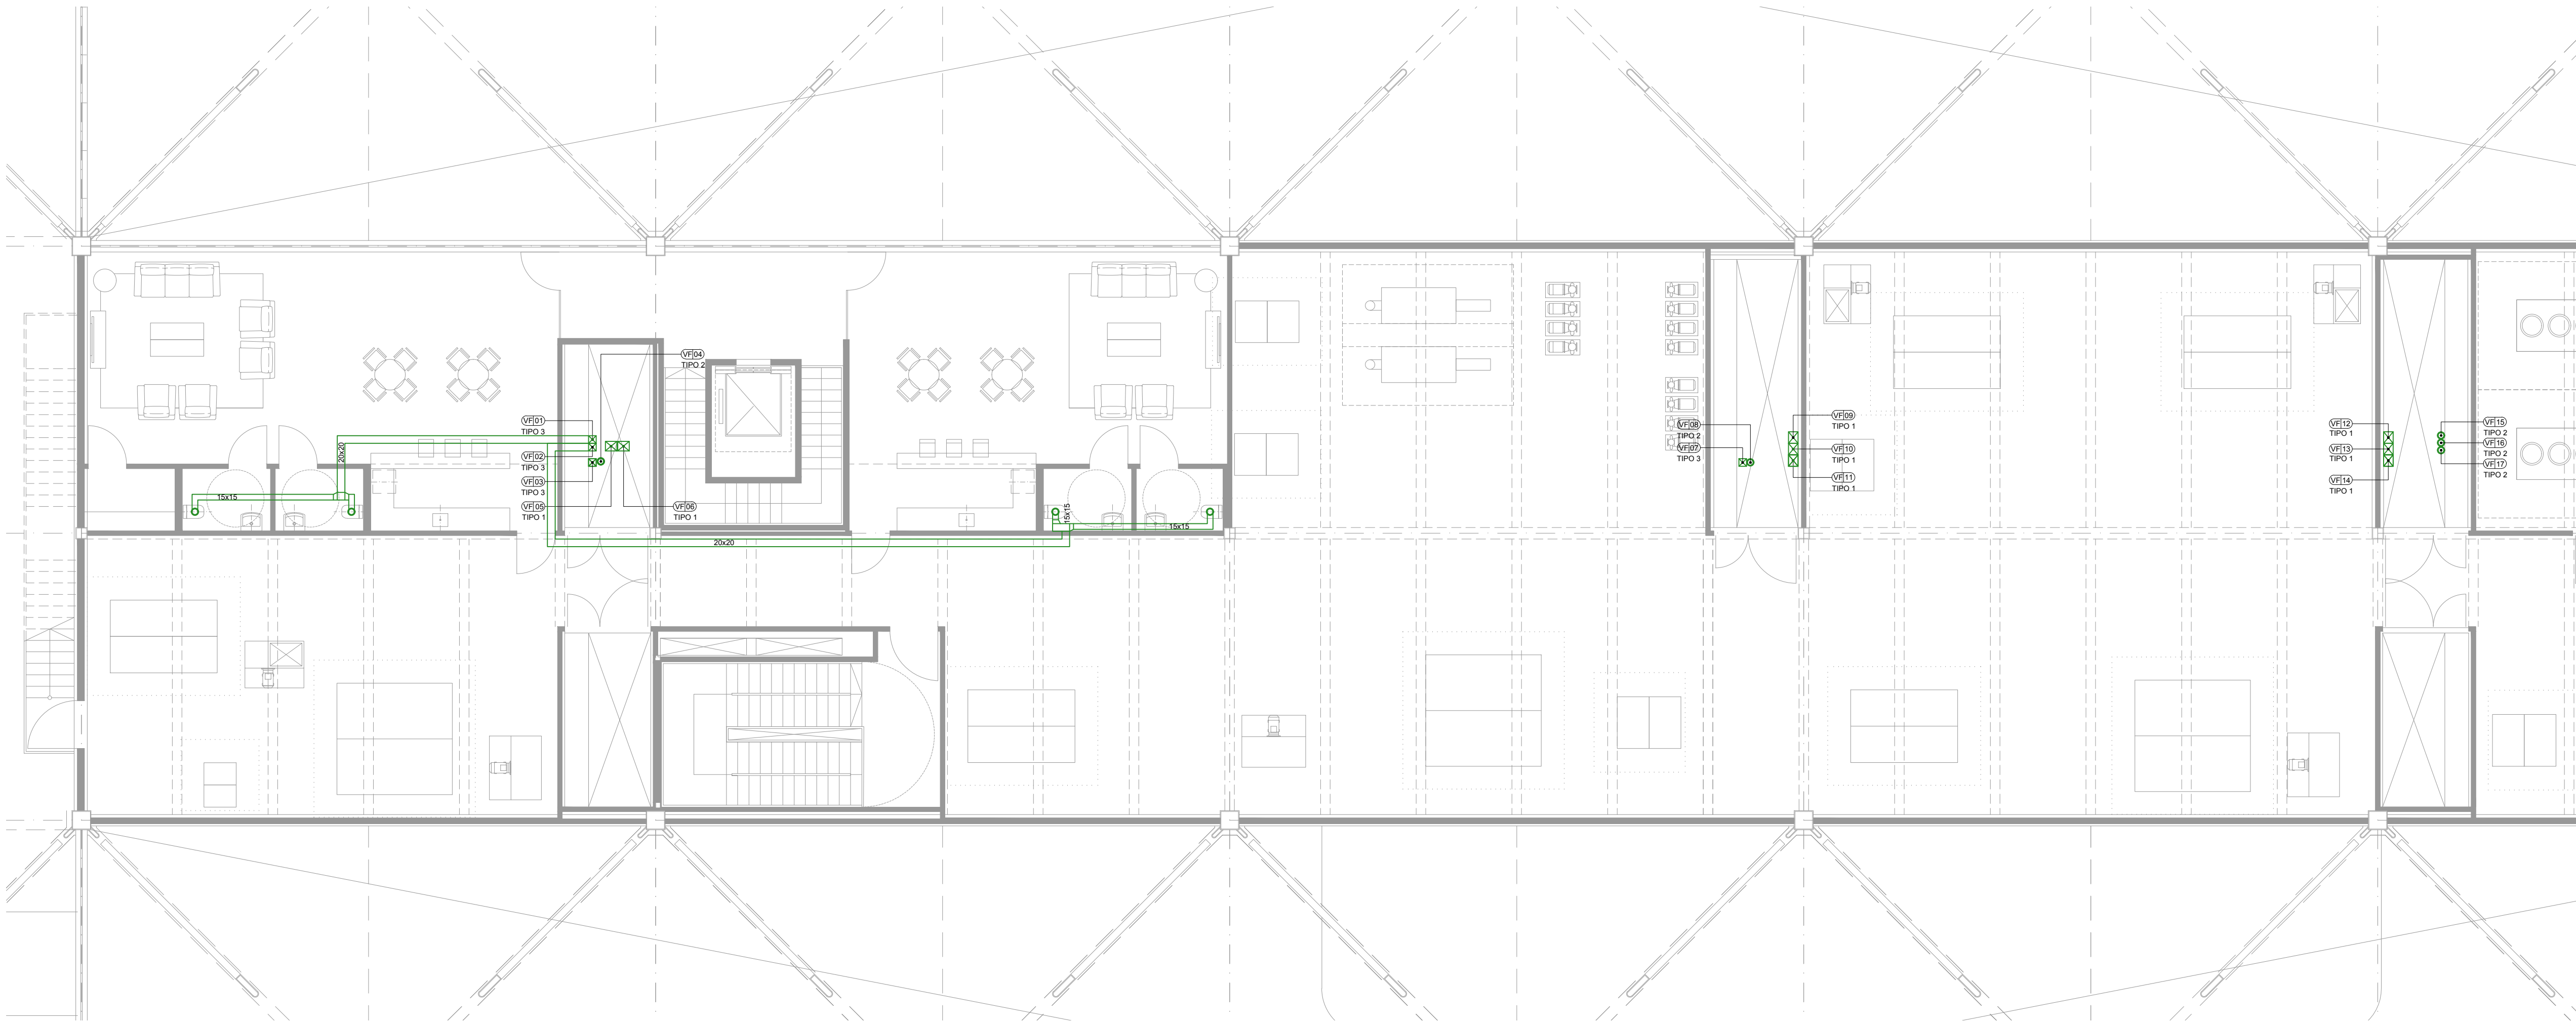 VF|04
TIPO 2
VF|01
TIPO 3
VF|02
TIPO 3
VF|03
TIPO 3
VF|05
TIPO 1
VF|06
TIPO 1
20x20
15x15
20x20
15x15
15x15
VF|08
TIPO 2
VF|07
TIPO 3
VF|09
TIPO 1
VF|10
TIPO 1
VF|11
TIPO 1
VF|12
TIPO 1
VF|13
TIPO 1
VF|14
TIPO 1
VF|15
TIPO 2
VF|16
TIPO 2
VF|17
TIPO 2